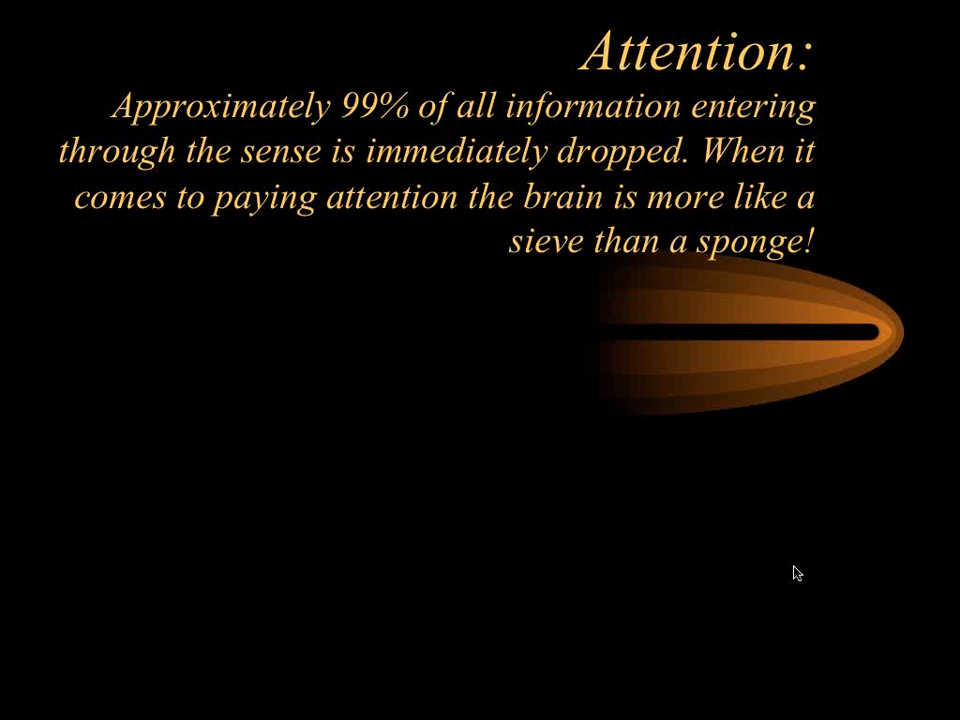 Attention:
Approximately 99% of all information entering
through the sense is immediately dropped. When it
comes to paying attention the brain is more like a
sieve than a sponge!